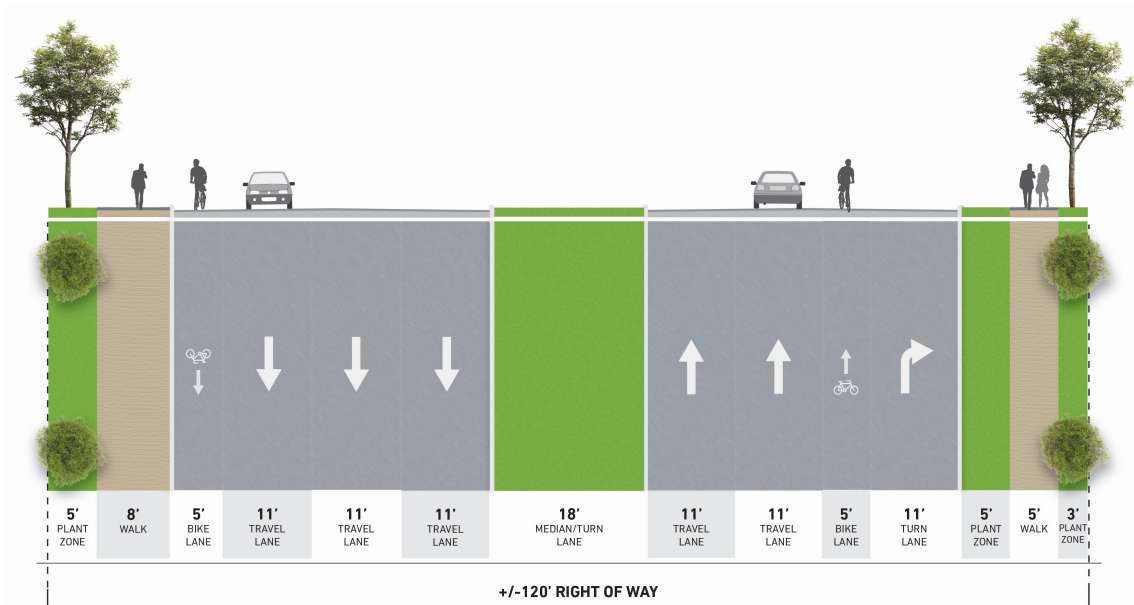 5’
PLANT
ZONE
8’
WALK
5’
BIKE
LANE
11’
TRAVEL
LANE
11’
TRAVEL
LANE
11’
TRAVEL
LANE
18’
MEDIAN/TURN
LANE
11’
TRAVEL
LANE
11’
TRAVEL
LANE
5’
BIKE
LANE
11’
TURN
LANE
5’
PLANT
ZONE
5’
WALK
3’
PLANT
ZONE
+/-120’ RIGHT OF WAY